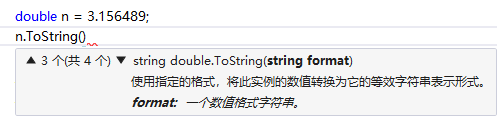 double n = 3.156489;
n.ToString()
▲ 3 个(共 4 个) ▼ string double.ToString(string format)
使用指定的格式，将此实例的数值转换为它的等效字符串表示形式。
format: 一个数值格式字符串。